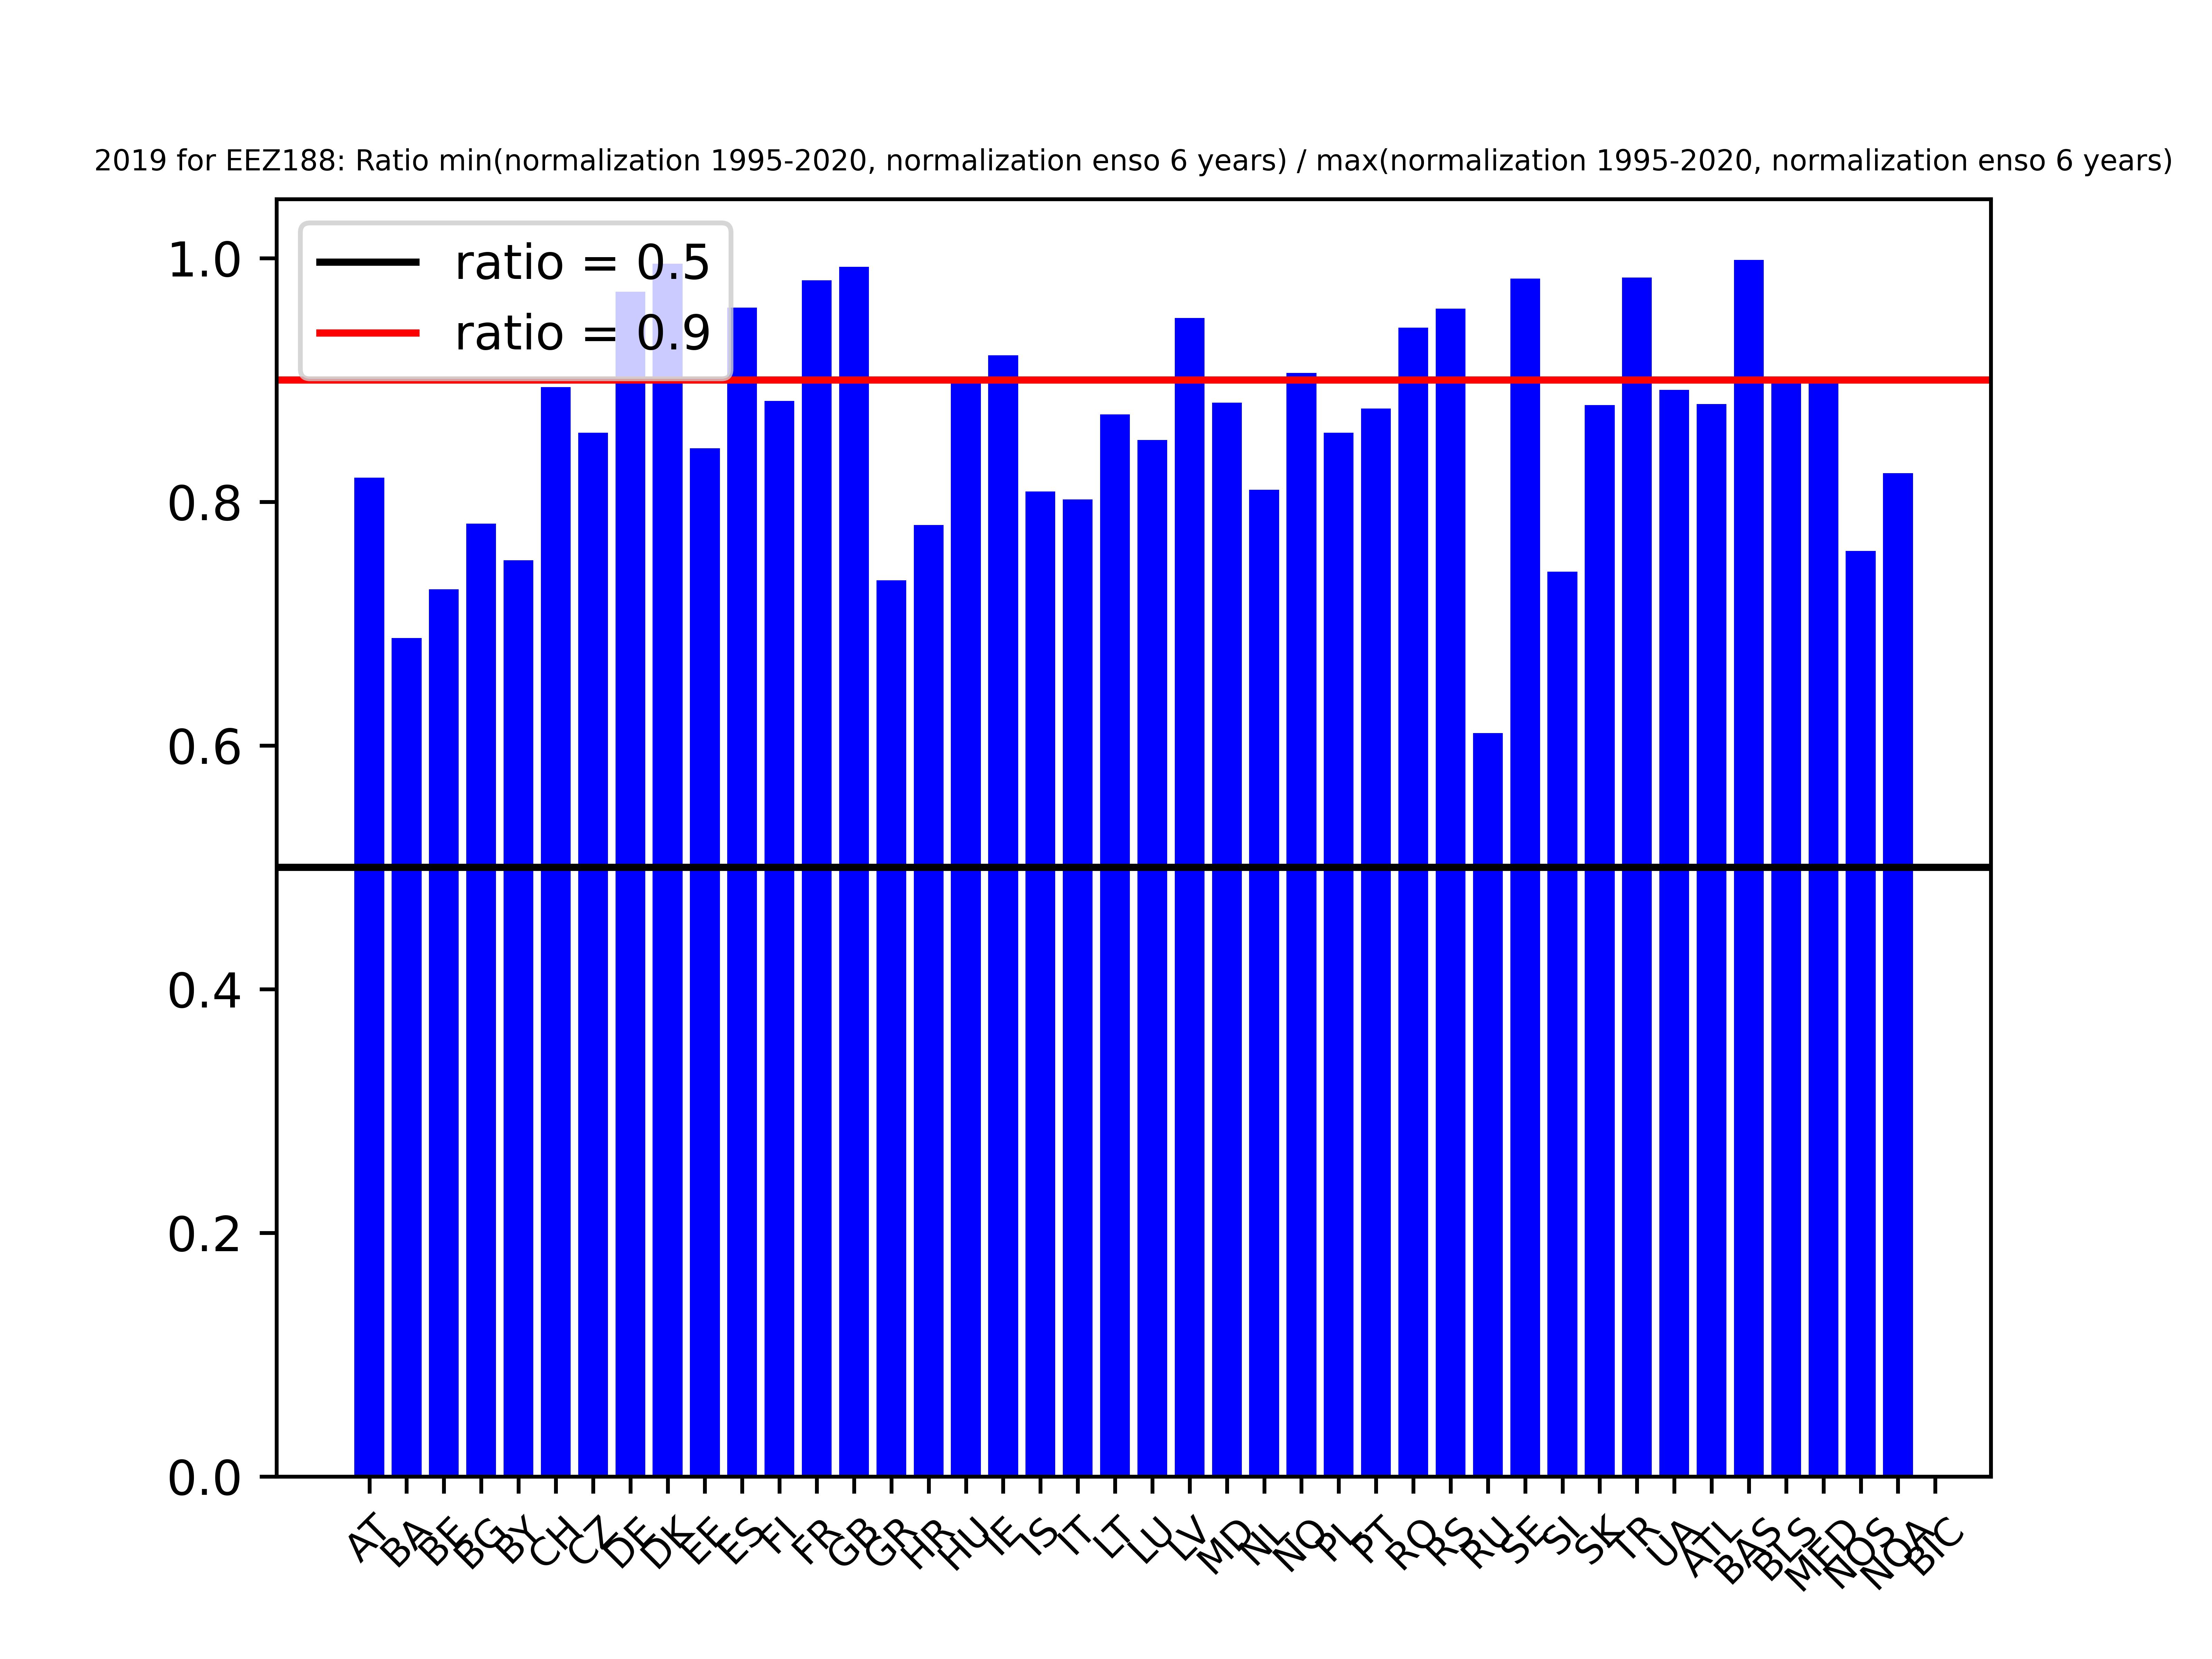 2019 for EEZ188: Ratio min(normalization 1995-2020, normalization enso 6 years) / max(normalization 1995-2020, normalization enso 6 years)
ratio = 0.5
ratio = 0.9
1.0
0.8
0.6
0.4
0.2
0.0
AT BA BE BG BY CH CZ DE DK EE ES FI FR GB GR HR HU IE IS IT LT LU LV MD NL NO PL PT RO RS RU SE SI SK TR UA ATL BAS BLS MED NOS NOA BIC